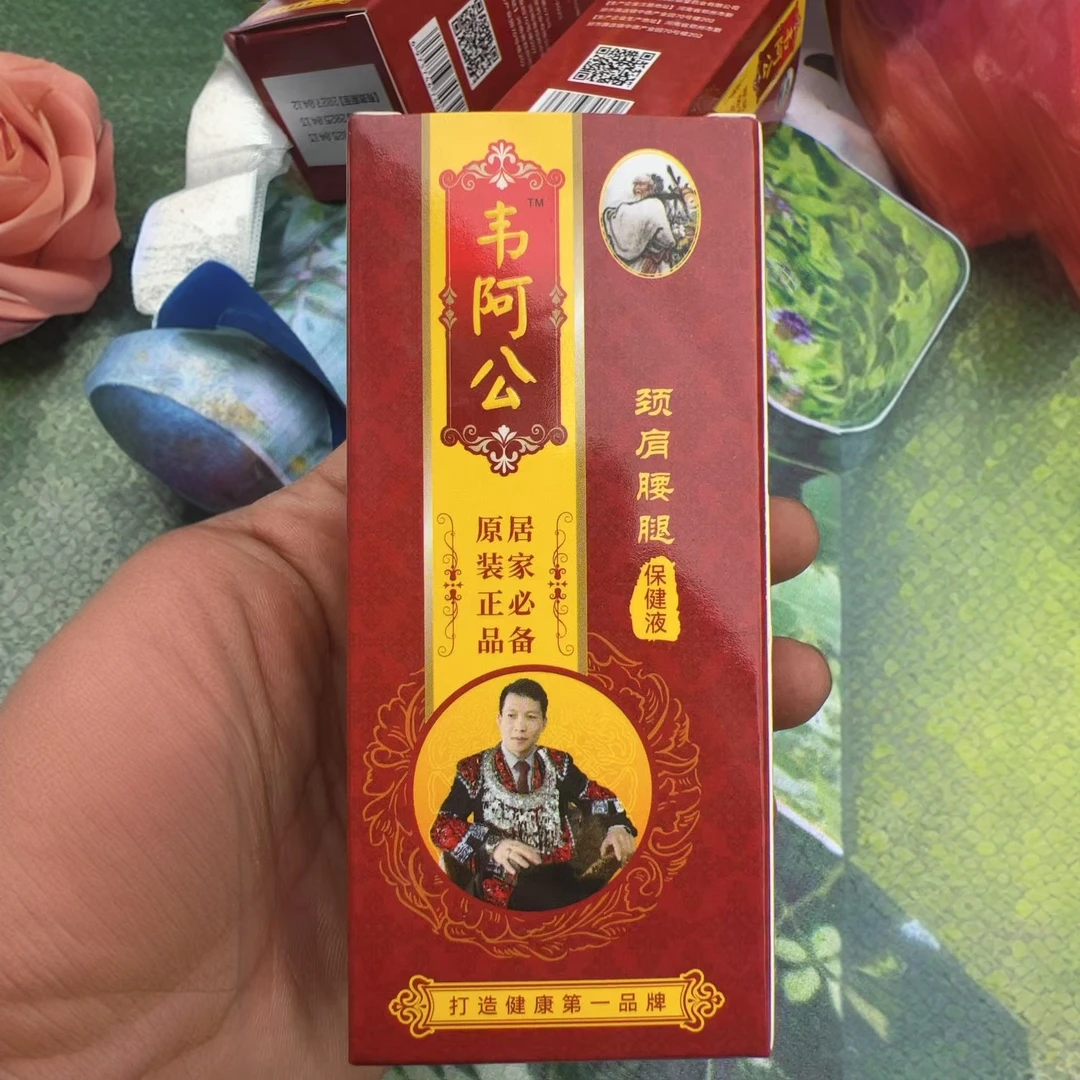 韦阿公
TM
颈肩腰腿
保健液
居家必备
原装正品
打造健康第一品牌